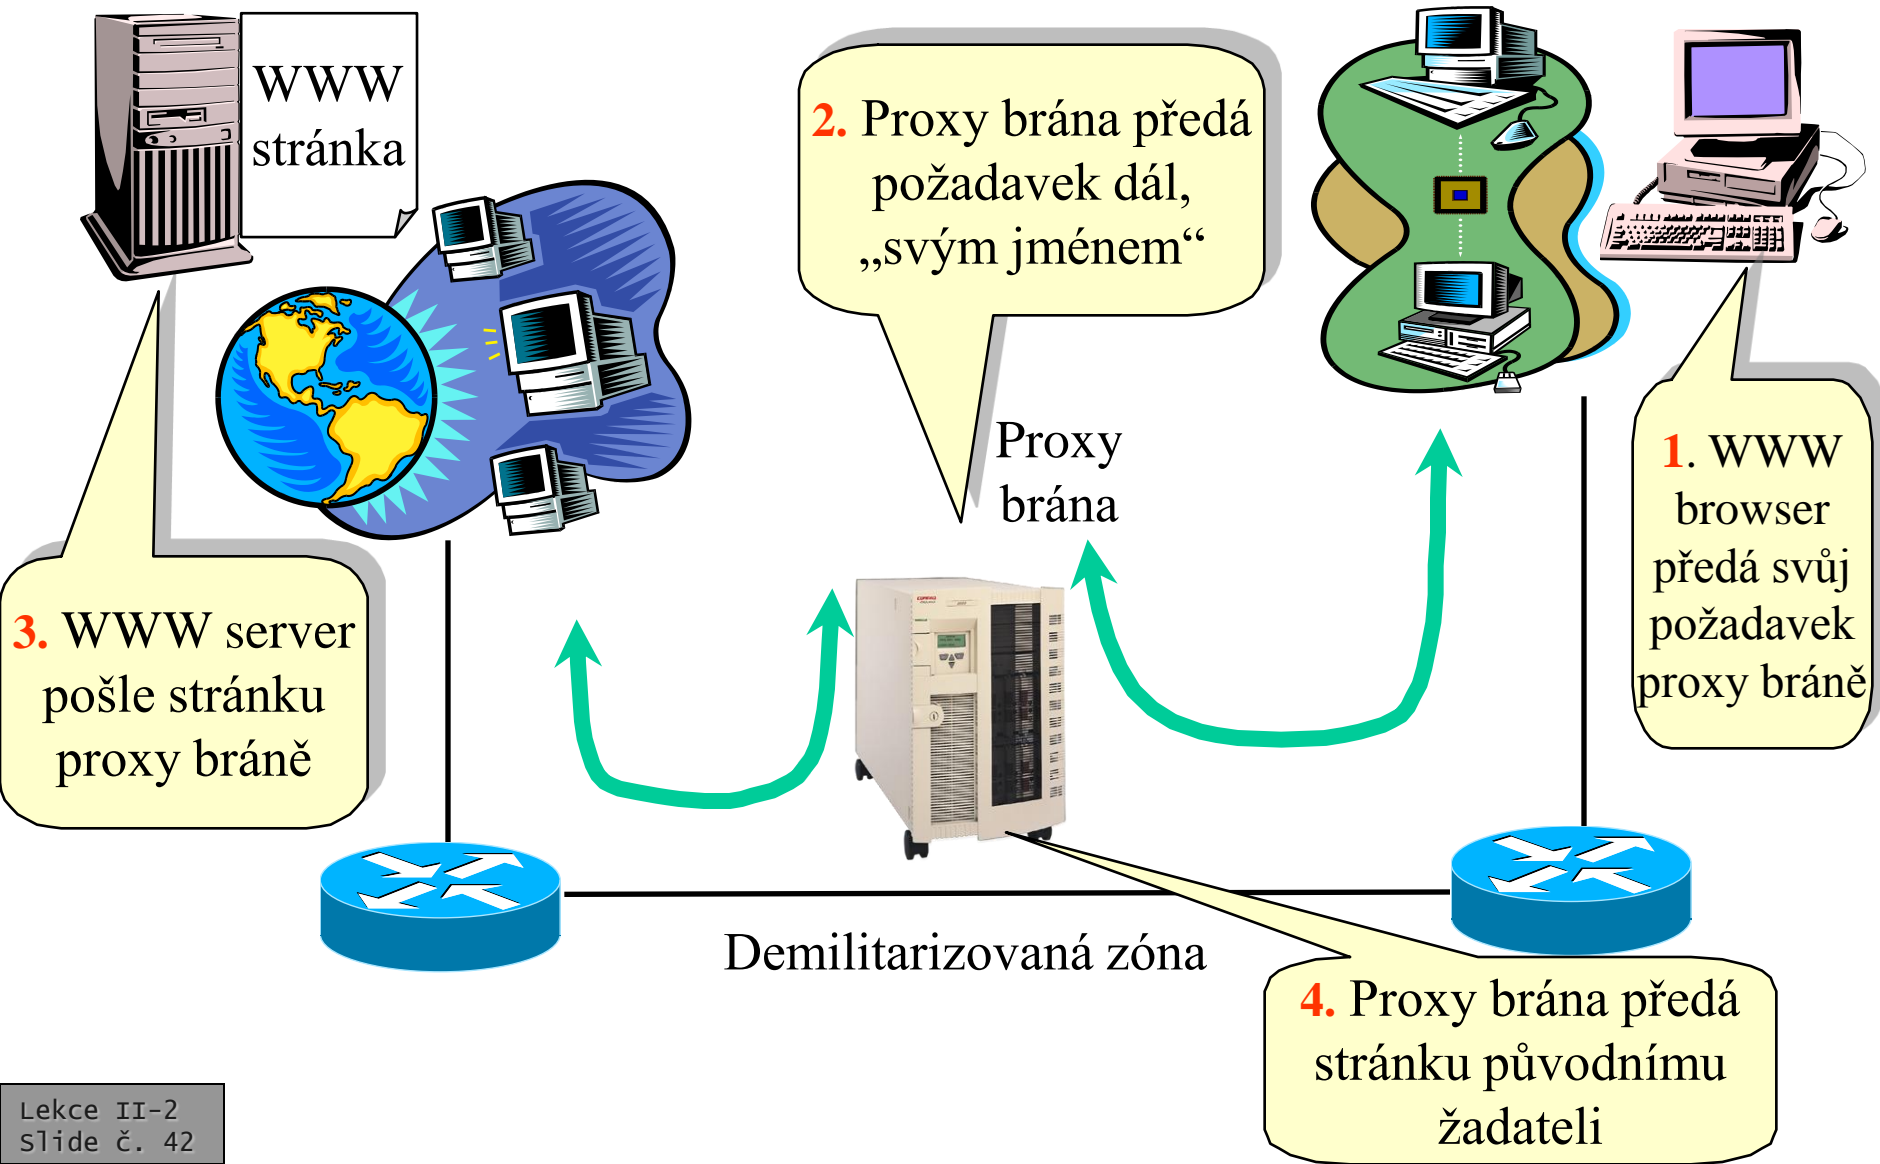 WWW
stránka
2. Proxy brána předá
požadavek dál,
„svým jménem“
Proxy
brána
1. WWW
browser
předá svůj
požadavek
proxy bráně
3. WWW server
pošle stránku
proxy bráně
Demilitarizovaná zóna
4. Proxy brána předá
stránku původnímu
žadateli
Lekce II-2
Slide č. 42